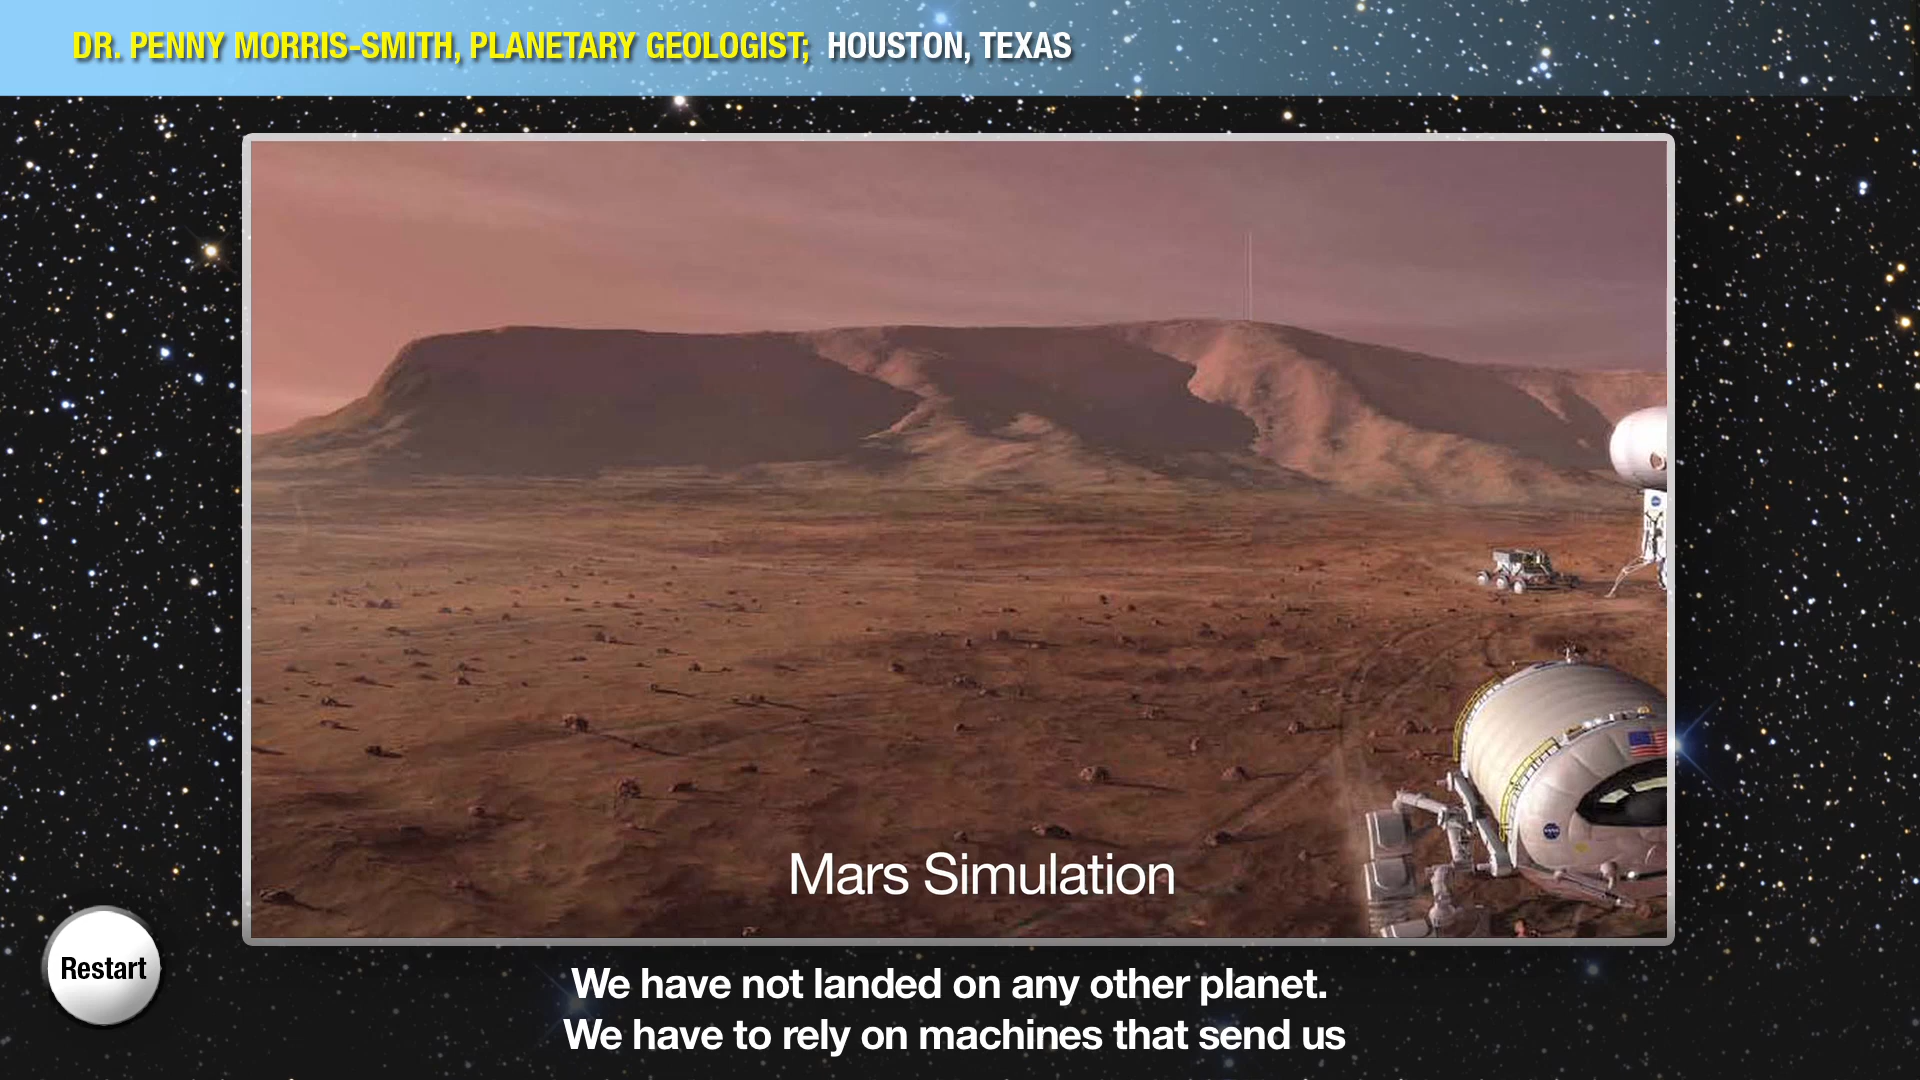 DR. PENNY MORRIS-SMITH, PLANETARY GEOLOGIST; HOUSTON, TEXAS
Mars Simulation
Restart
We have not landed on any other planet.
We have to rely on machines that send us